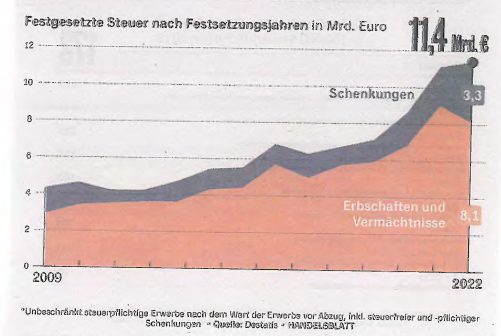 Festgesetzte Steuer nach Festsetzungsjahren in Mrd. Euro
11,4 Mrd. €
12
10
8
6
4
2
0
Schenkungen
3,3
Erbschaften und
Vermächtnisse
8,1
2009
2022
*Unbeschränkt steuerpflichtige Erwerbe nach dem Wert der Erwerbe vor Abzug, inkl. steuerfreier und -pflichtiger
Schenkungen • Quelle: Destatis • HANDELSBLATT